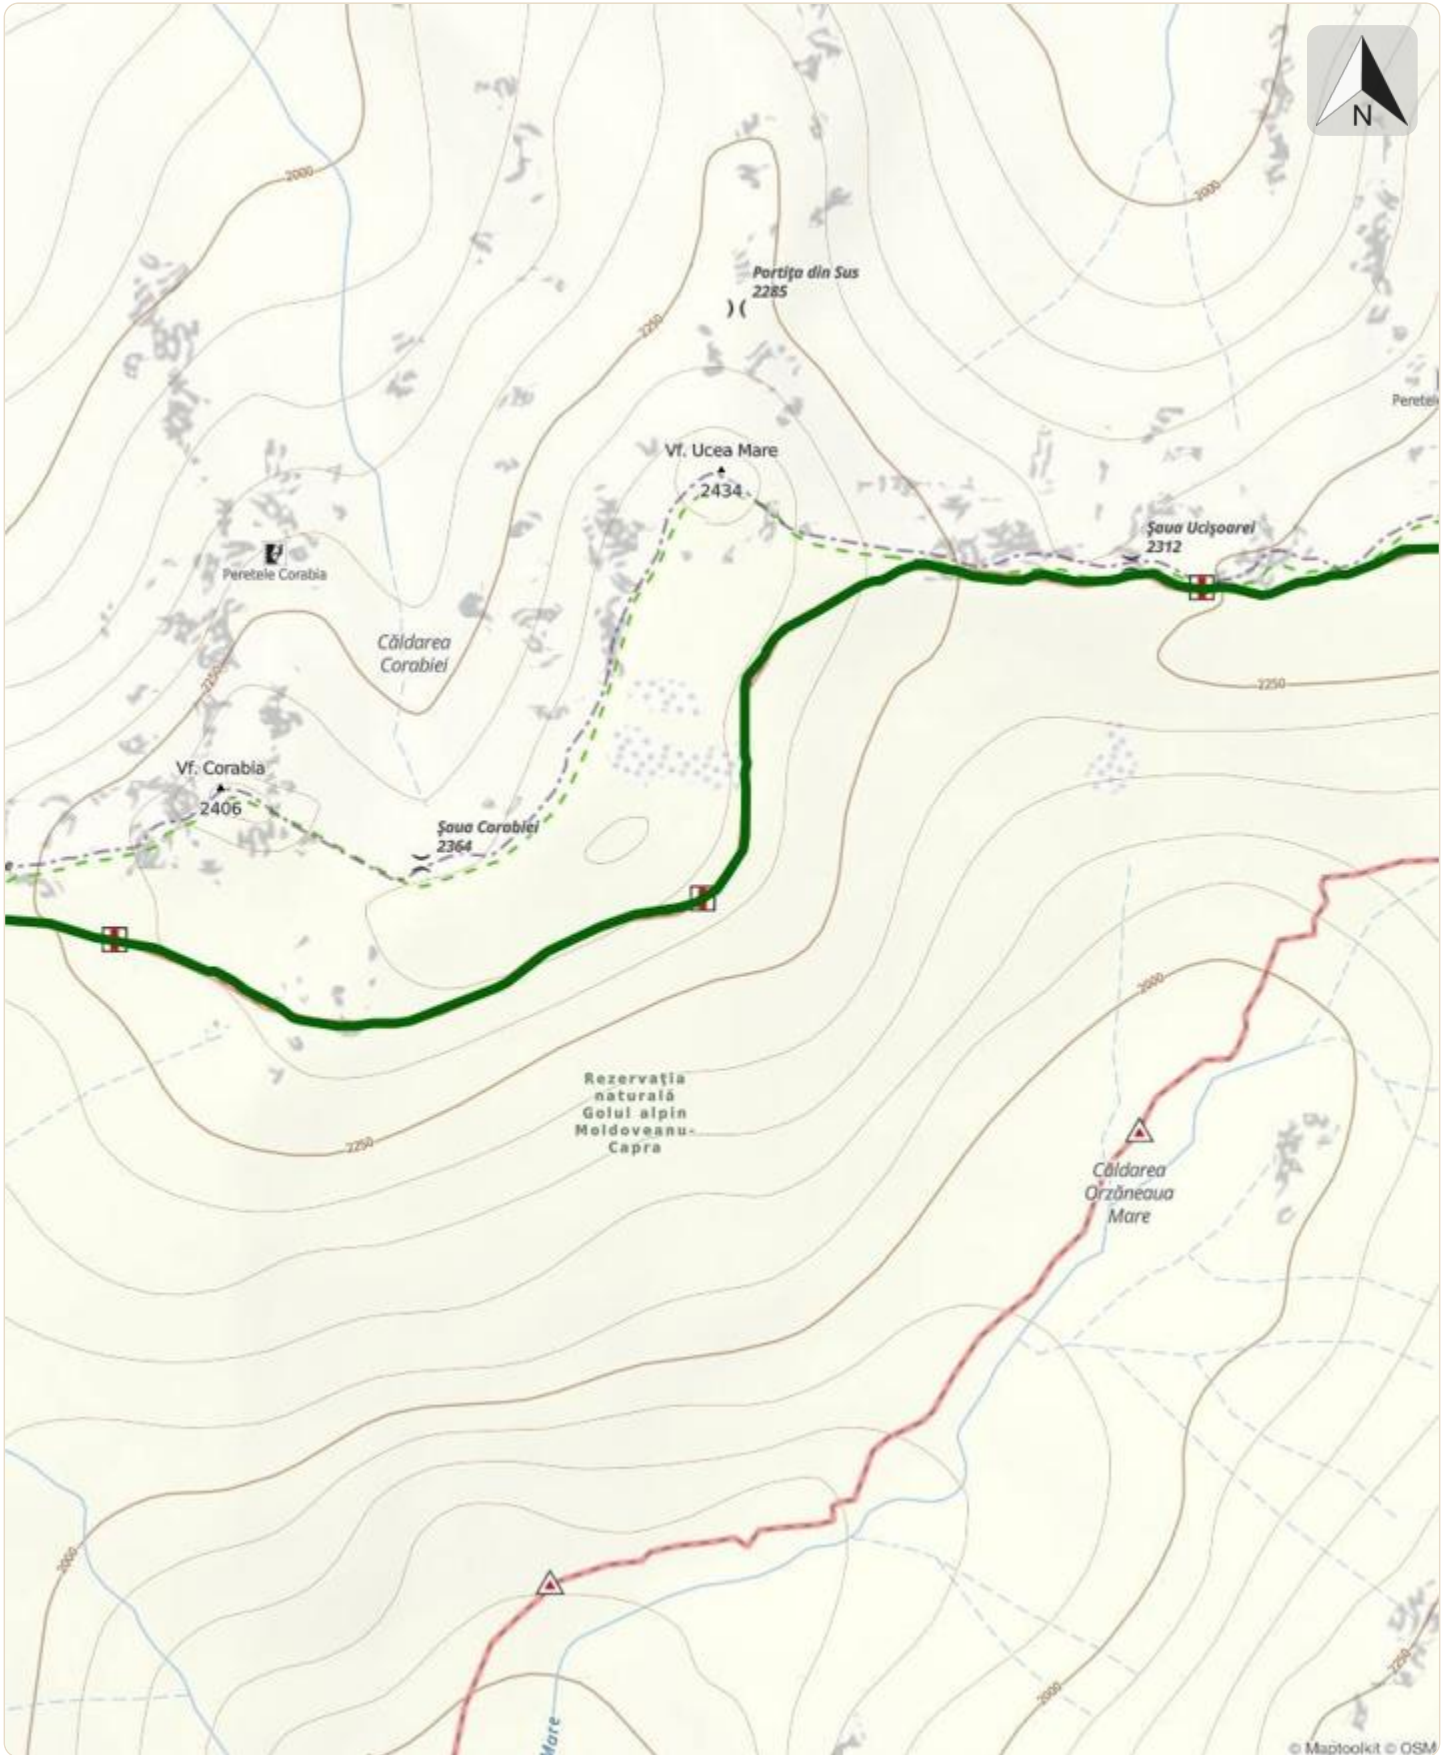 N
2000
2000
Portița din Sus
2285
2250
Peretele
Vf. Ucea Mare
2434
Șaua Ucișoarei
2312
Peretele Corabia
Căldarea
Corabiei
2250
2250
Vf. Corabia
2406
Șaua Corabiei
2364
e
2000
Rezervația
naturală
Golul alpin
Moldoveanu-
Capra
2250
Căldarea
Orzăneaua
Mare
2000
2250
2000
Mare
© Maptoolkit © OSM